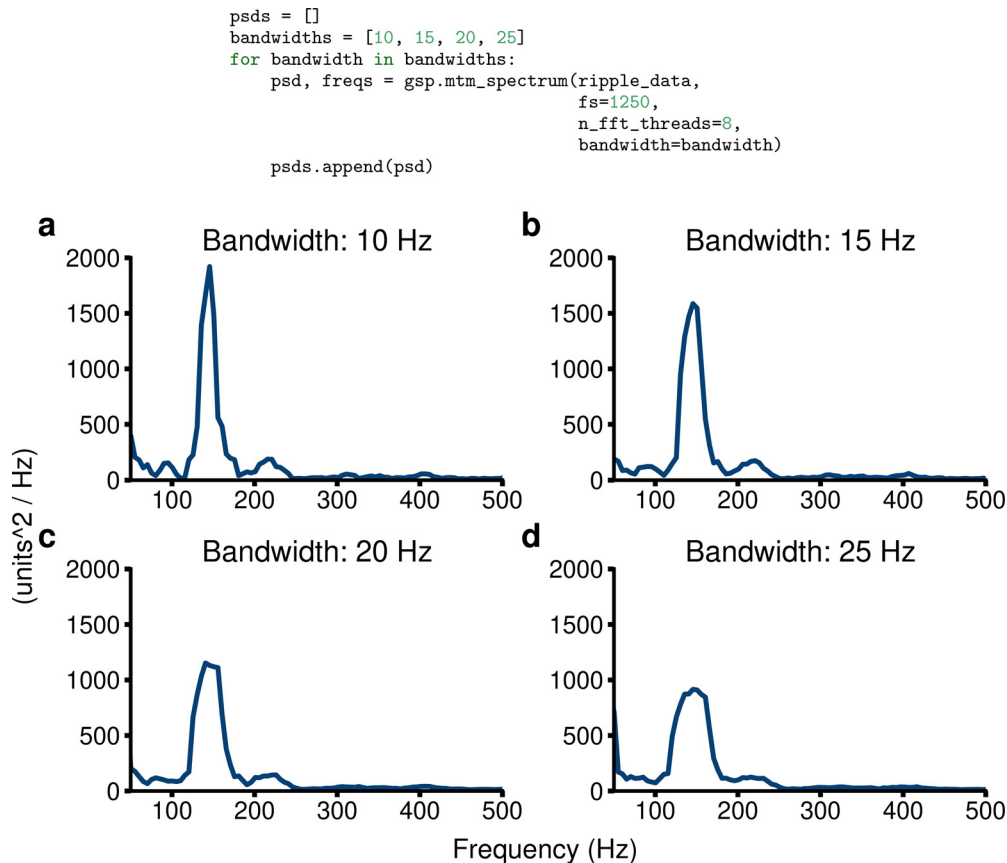 psds = []
bandwidths = [10, 15, 20, 25]
for bandwidth in bandwidths:
    psd, freqs = gsp.mtm_spectrum(ripple_data,
                                  fs=1250,
                                  n_fft_threads=8,
                                  bandwidth=bandwidth)
    psds.append(psd)
a
Bandwidth: 10 Hz
2000
1500
1000
500
0
100 200 300 400 500
b
Bandwidth: 15 Hz
2000
1500
1000
500
0
100 200 300 400 500
c
Bandwidth: 20 Hz
2000
1500
1000
500
0
100 200 300 400 500
d
Bandwidth: 25 Hz
2000
1500
1000
500
0
100 200 300 400 500
(units^2 / Hz)
Frequency (Hz)